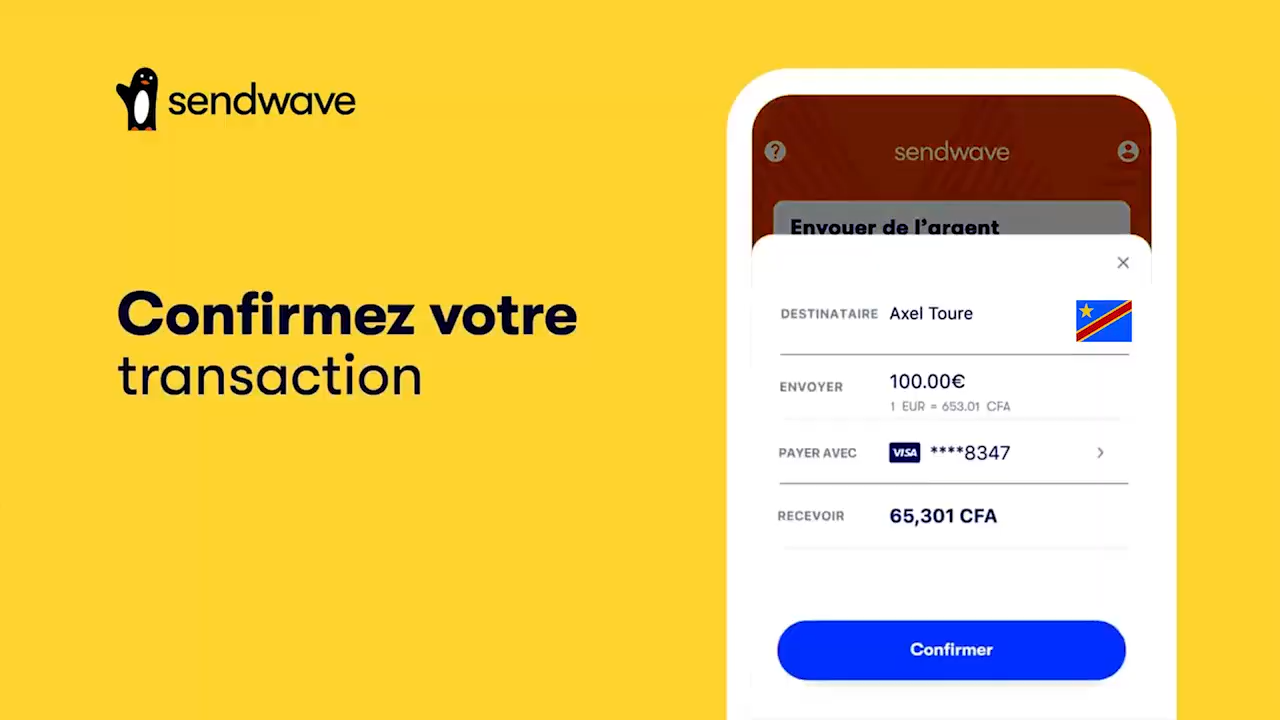 sendwave
Confirmez votre
transaction
?
sendwave
Envoyer de l'argent
DESTINATAIRE Axel Toure
ENVOYER 100.00€
1 EUR = 653.01 CFA
PAYER AVEC VISA ****8347
RECEVOIR 65,301 CFA
Confirmer